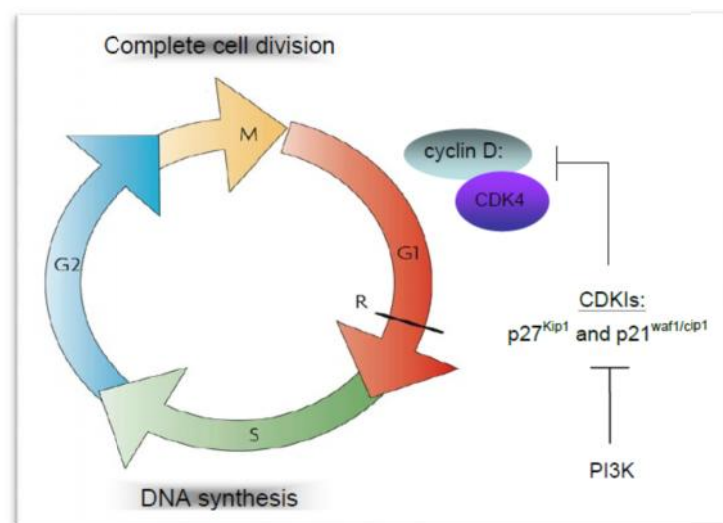 Complete cell division
M
cyclin D:
CDK4
G2
G1
R
CDKIs:
p27Kip1 and p21waf1/cip1
S
PI3K
DNA synthesis